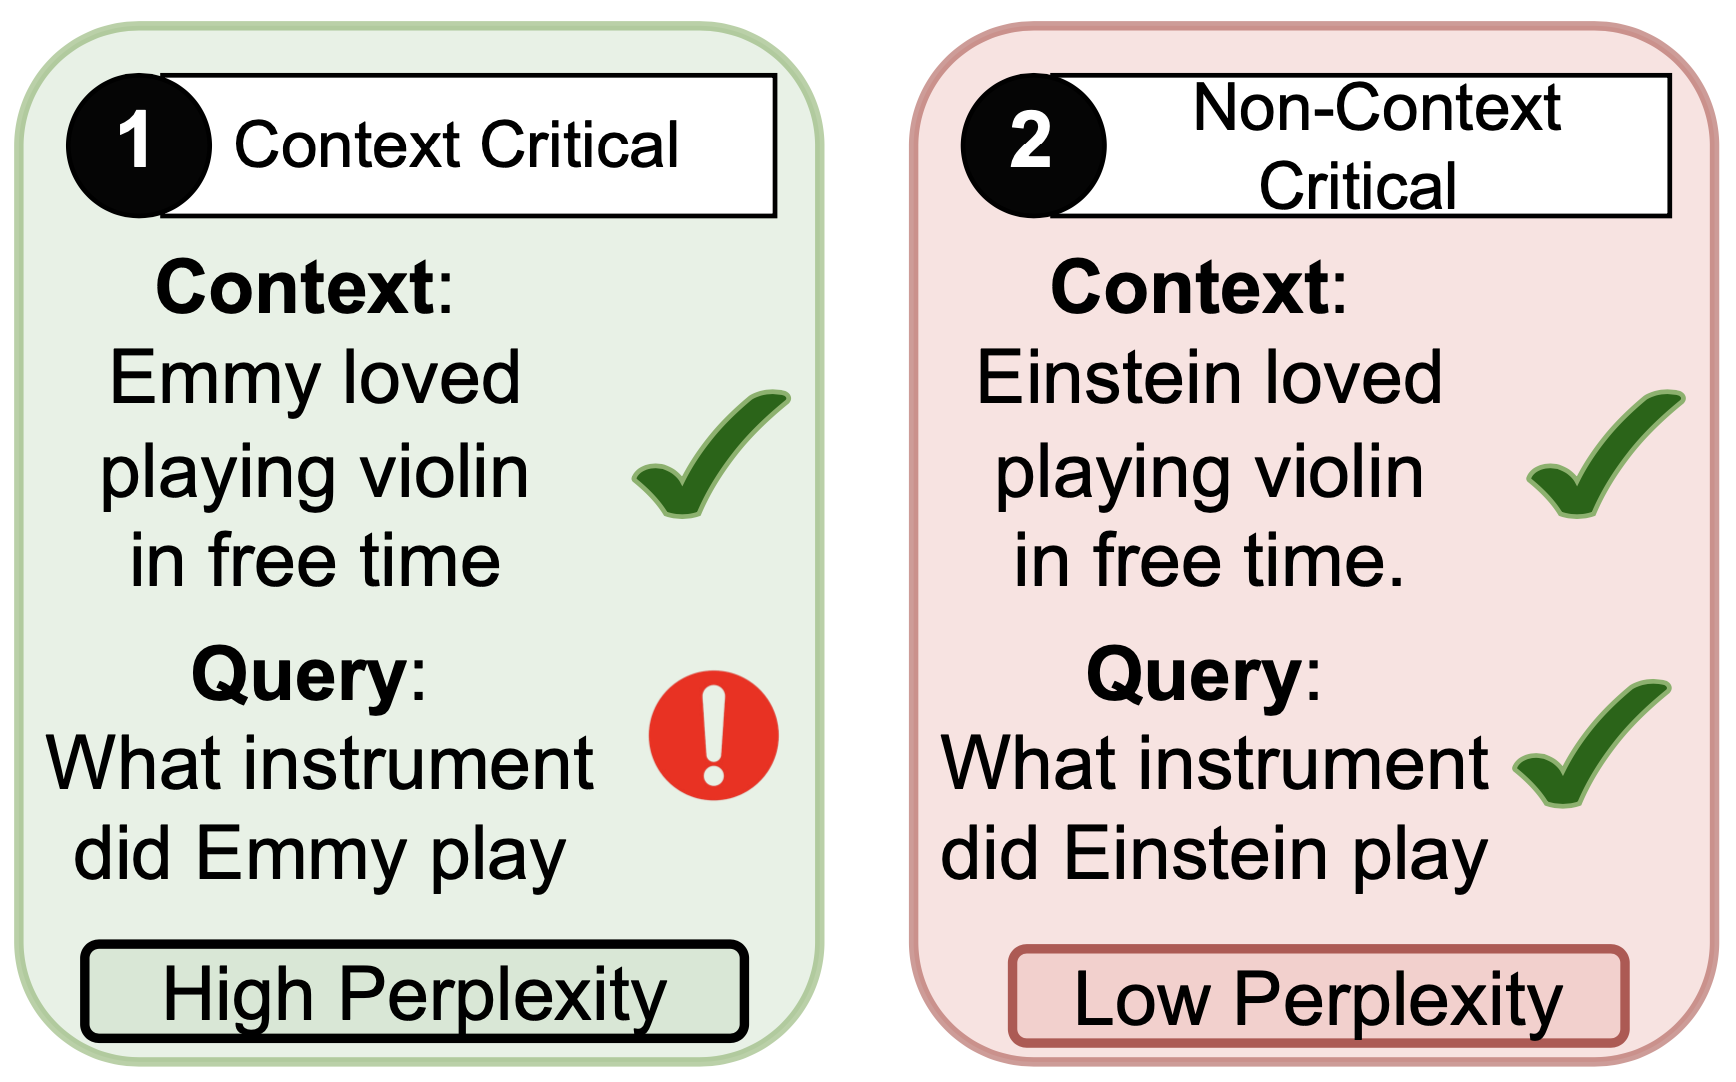 1
Context Critical
Context:
Emmy loved
playing violin
in free time
Query:
What instrument
did Emmy play
High Perplexity
2
Non-Context
Critical
Context:
Einstein loved
playing violin
in free time.
Query:
What instrument
did Einstein play
Low Perplexity